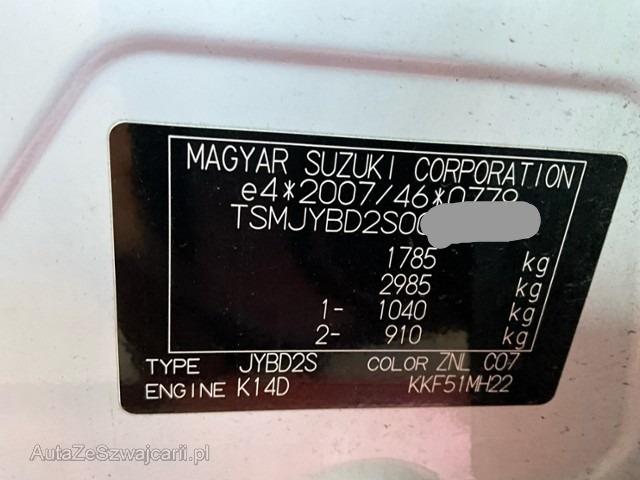 MAGYAR SUZUKI CORPORATION
e4*2007/46*0779
TSMJYBD2S00
1785 kg
2985 kg
1- 1040 kg
2- 910 kg
TYPE JYBD2S COLOR ZNL C07
ENGINE K14D KKF51MH22
AutaZeSzwajcarii.pl